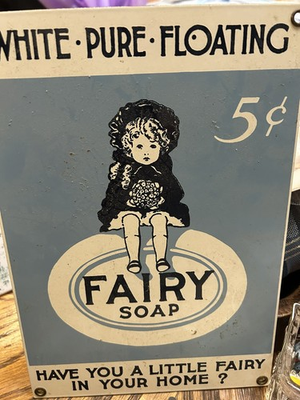 WHITE · PURE · FLOATING
5¢
FAIRY
SOAP
HAVE YOU A LITTLE FAIRY
IN YOUR HOME ?